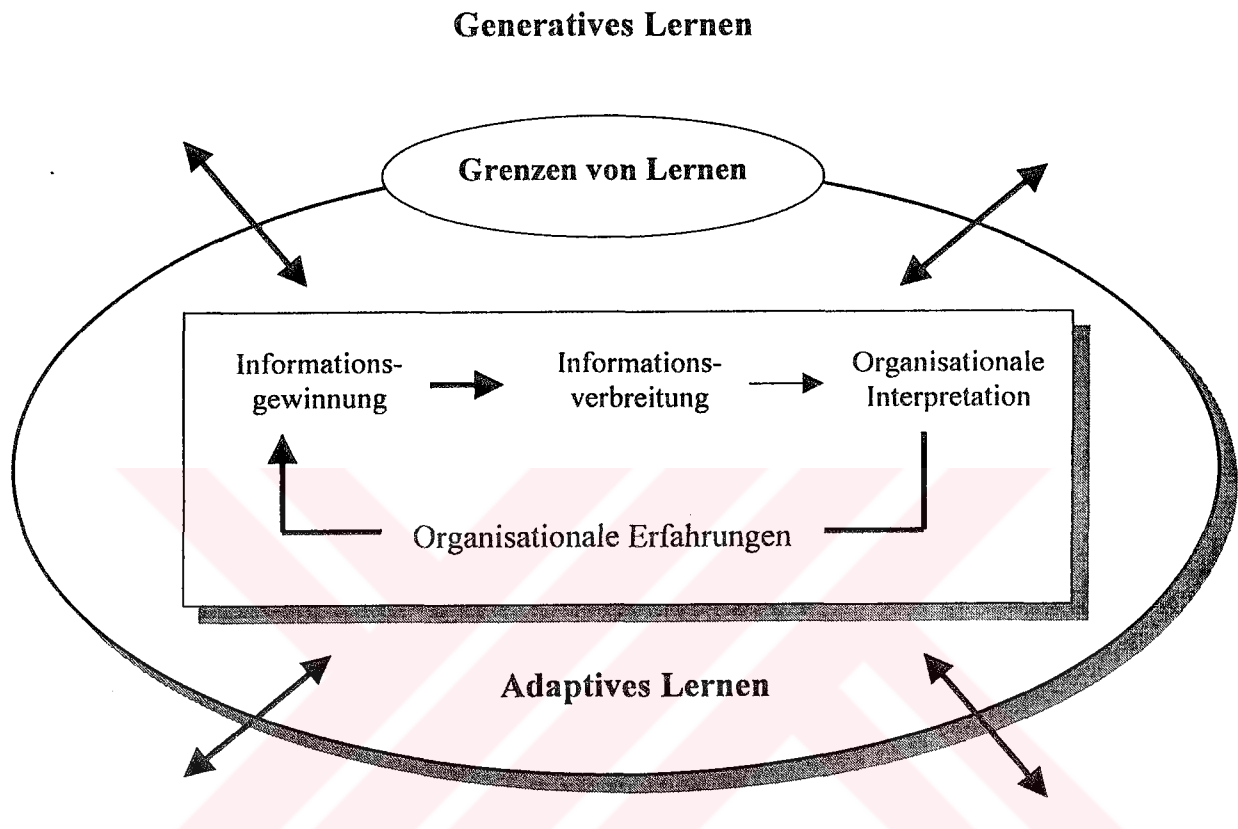 Generatives Lernen
Grenzen von Lernen
Informations-
gewinnung
Informations-
verbreitung
Organisationale
Interpretation
Organisationale Erfahrungen
Adaptives Lernen